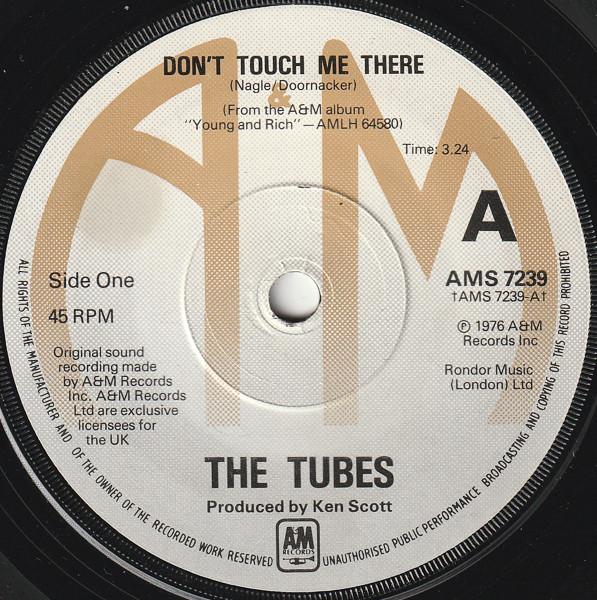 DON'T TOUCH ME THERE
(Nagle/Doornacker)
&
(From the A&M album
"Young and Rich" — AMLH 64580)
Time: 3.24
A
Side One
45 RPM
AMS 7239
†AMS 7239-A†
℗ 1976 A&M
Records Inc
Rondor Music
(London) Ltd
Original sound
recording made
by A&M Records
Inc. A&M Records
Ltd are exclusive
licensees for
the UK
THE TUBES
Produced by Ken Scott
A&M
RECORDS
ALL RIGHTS OF THE MANUFACTURER AND OF THE OWNER OF THE RECORDED WORK RESERVED
UNAUTHORISED PUBLIC PERFORMANCE BROADCASTING AND COPYING OF THIS RECORD PROHIBITED